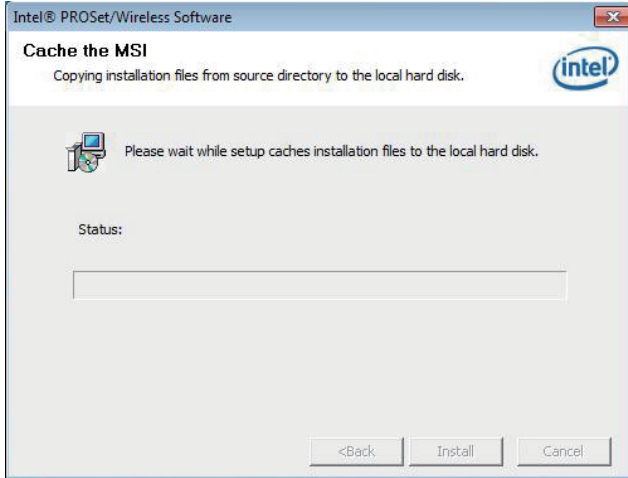 Intel® PROSet/Wireless Software
Cache the MSI
Copying installation files from source directory to the local hard disk.
intel
Please wait while setup caches installation files to the local hard disk.
Status:
<Back
Install
Cancel